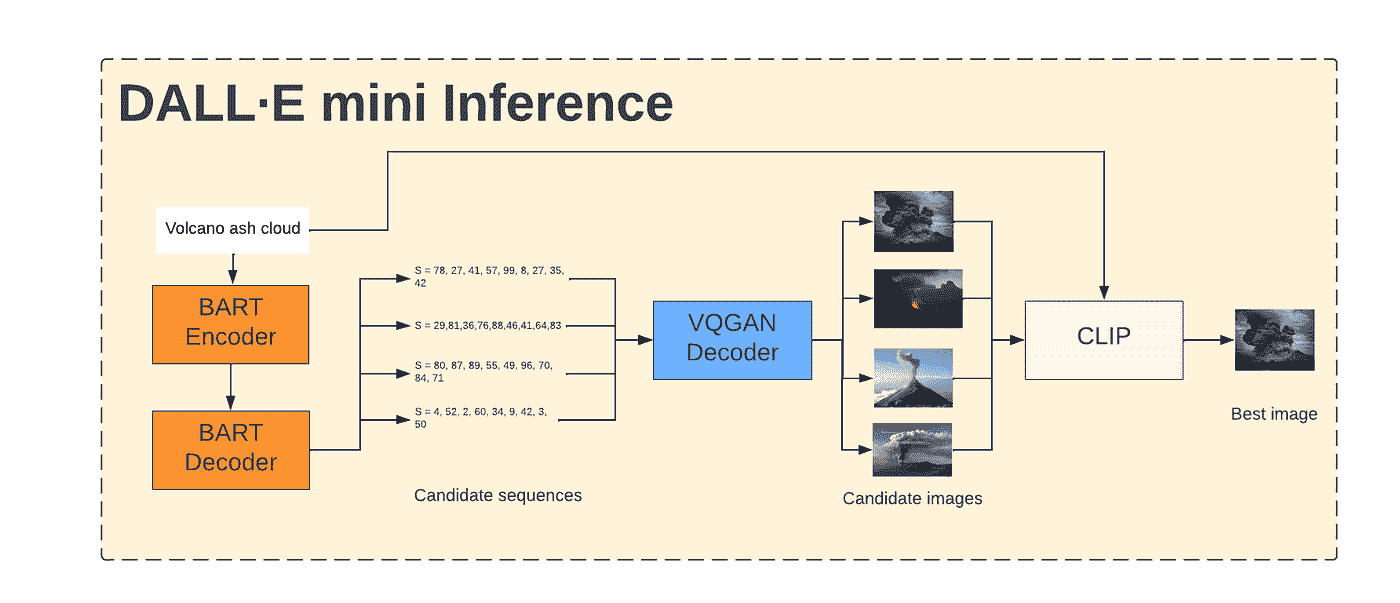 DALL·E mini Inference
Volcano ash cloud
BART
Encoder
BART
Decoder
S = 78, 27, 41, 57, 99, 8, 27, 35,
42
S = 29,81,36,76,88,46,41,64,83
S = 80, 87, 89, 55, 49, 96, 70,
84, 71
S = 4, 52, 2, 60, 34, 9, 42, 3,
50
Candidate sequences
VQGAN
Decoder
Candidate images
CLIP
Best image